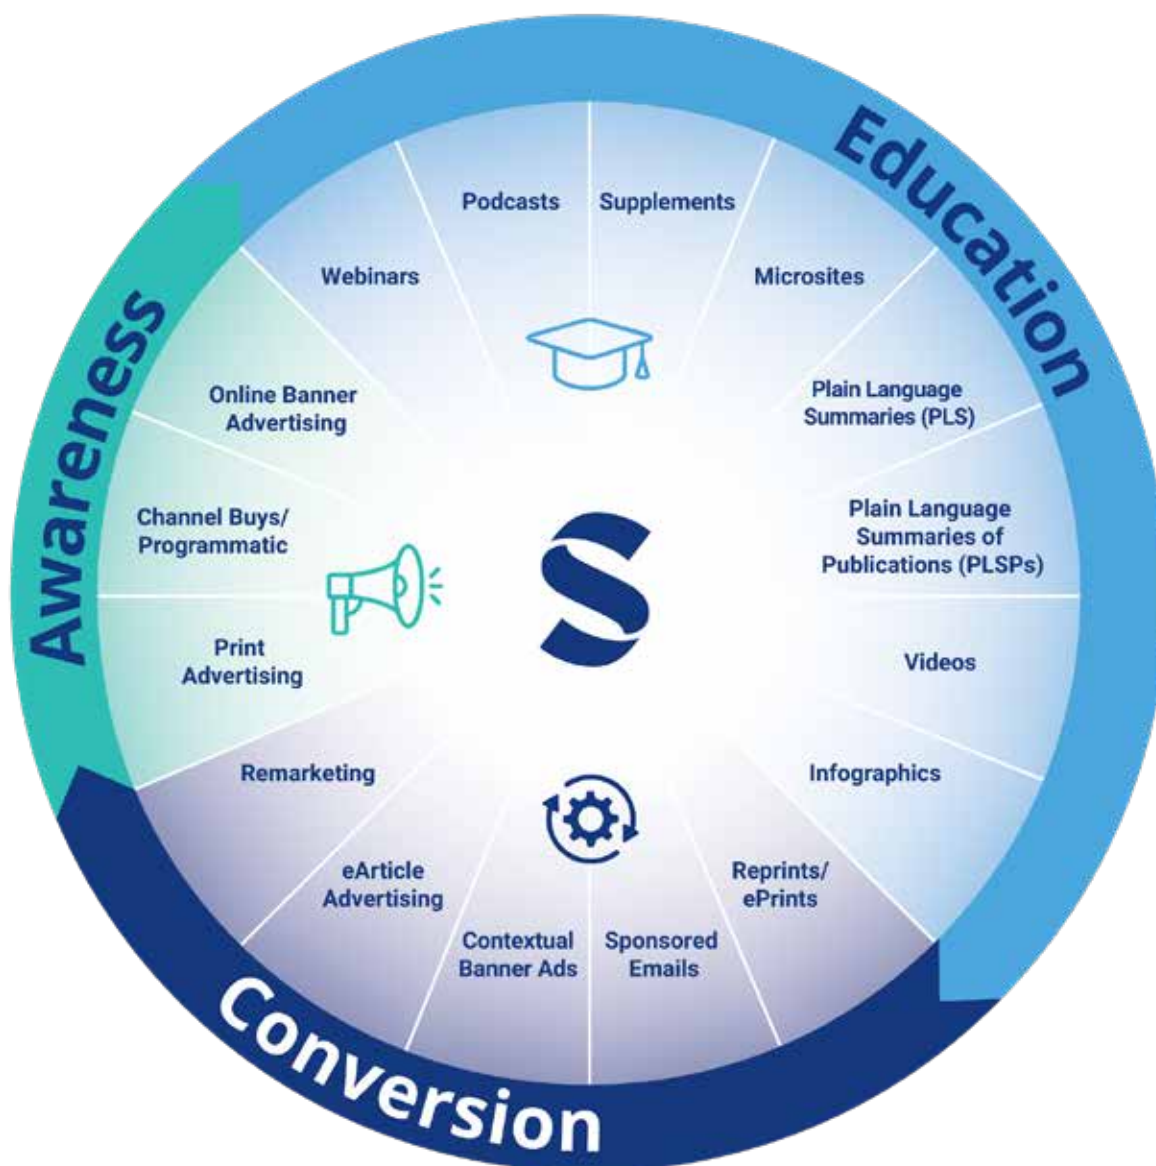 Education
Podcasts
Supplements
Webinars
Microsites
Awareness
Online Banner
Advertising
Plain Language
Summaries (PLS)
Channel Buys/
Programmatic
Plain Language
Summaries of
Publications (PLSPs)
S
Print
Advertising
Videos
Remarketing
Infographics
eArticle
Advertising
Reprints/
ePrints
Contextual
Banner Ads
Sponsored
Emails
Conversion